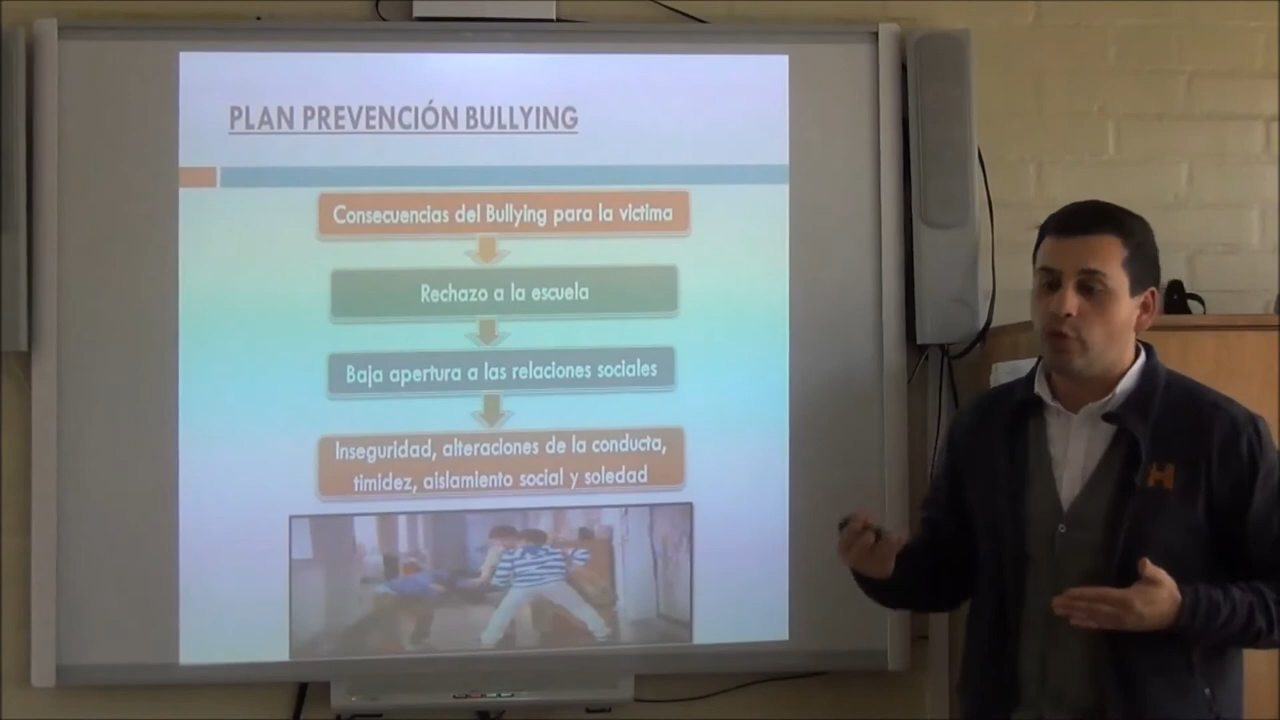 PLAN PREVENCIÓN BULLYING
Consecuencias del Bullying para la victima
Rechazo a la escuela
Baja apertura a las relaciones sociales
Inseguridad, alteraciones de la conducta,
timidez, aislamiento social y soledad
H